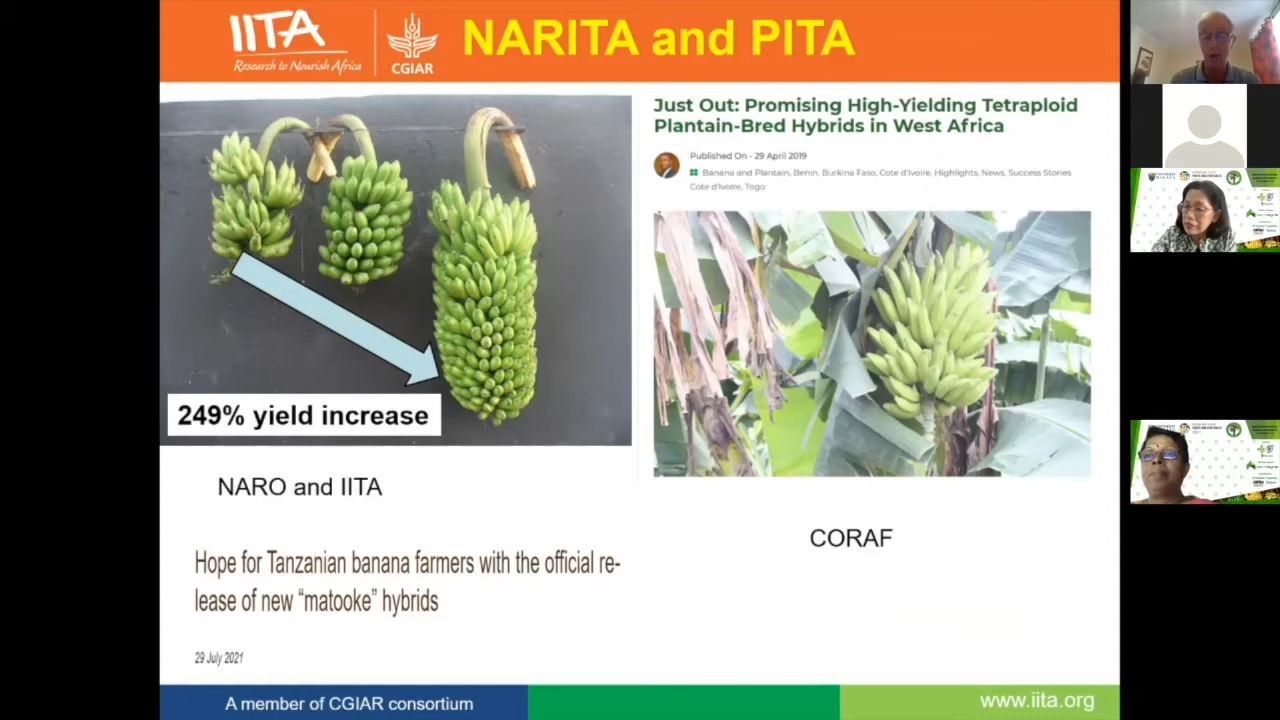 IITA
Research to Nourish Africa
CGIAR
NARITA and PITA
249% yield increase
NARO and IITA
Hope for Tanzanian banana farmers with the official re-
lease of new “matooke” hybrids
29 July 2021
Just Out: Promising High-Yielding Tetraploid
Plantain-Bred Hybrids in West Africa
Published On - 29 April 2019
Banana and Plantain, Benin, Burkina Faso, Cote d'Ivoire, Highlights, News, Success Stories
Cote d'Ivoire, Togo
CORAF
A member of CGIAR consortium
www.iita.org